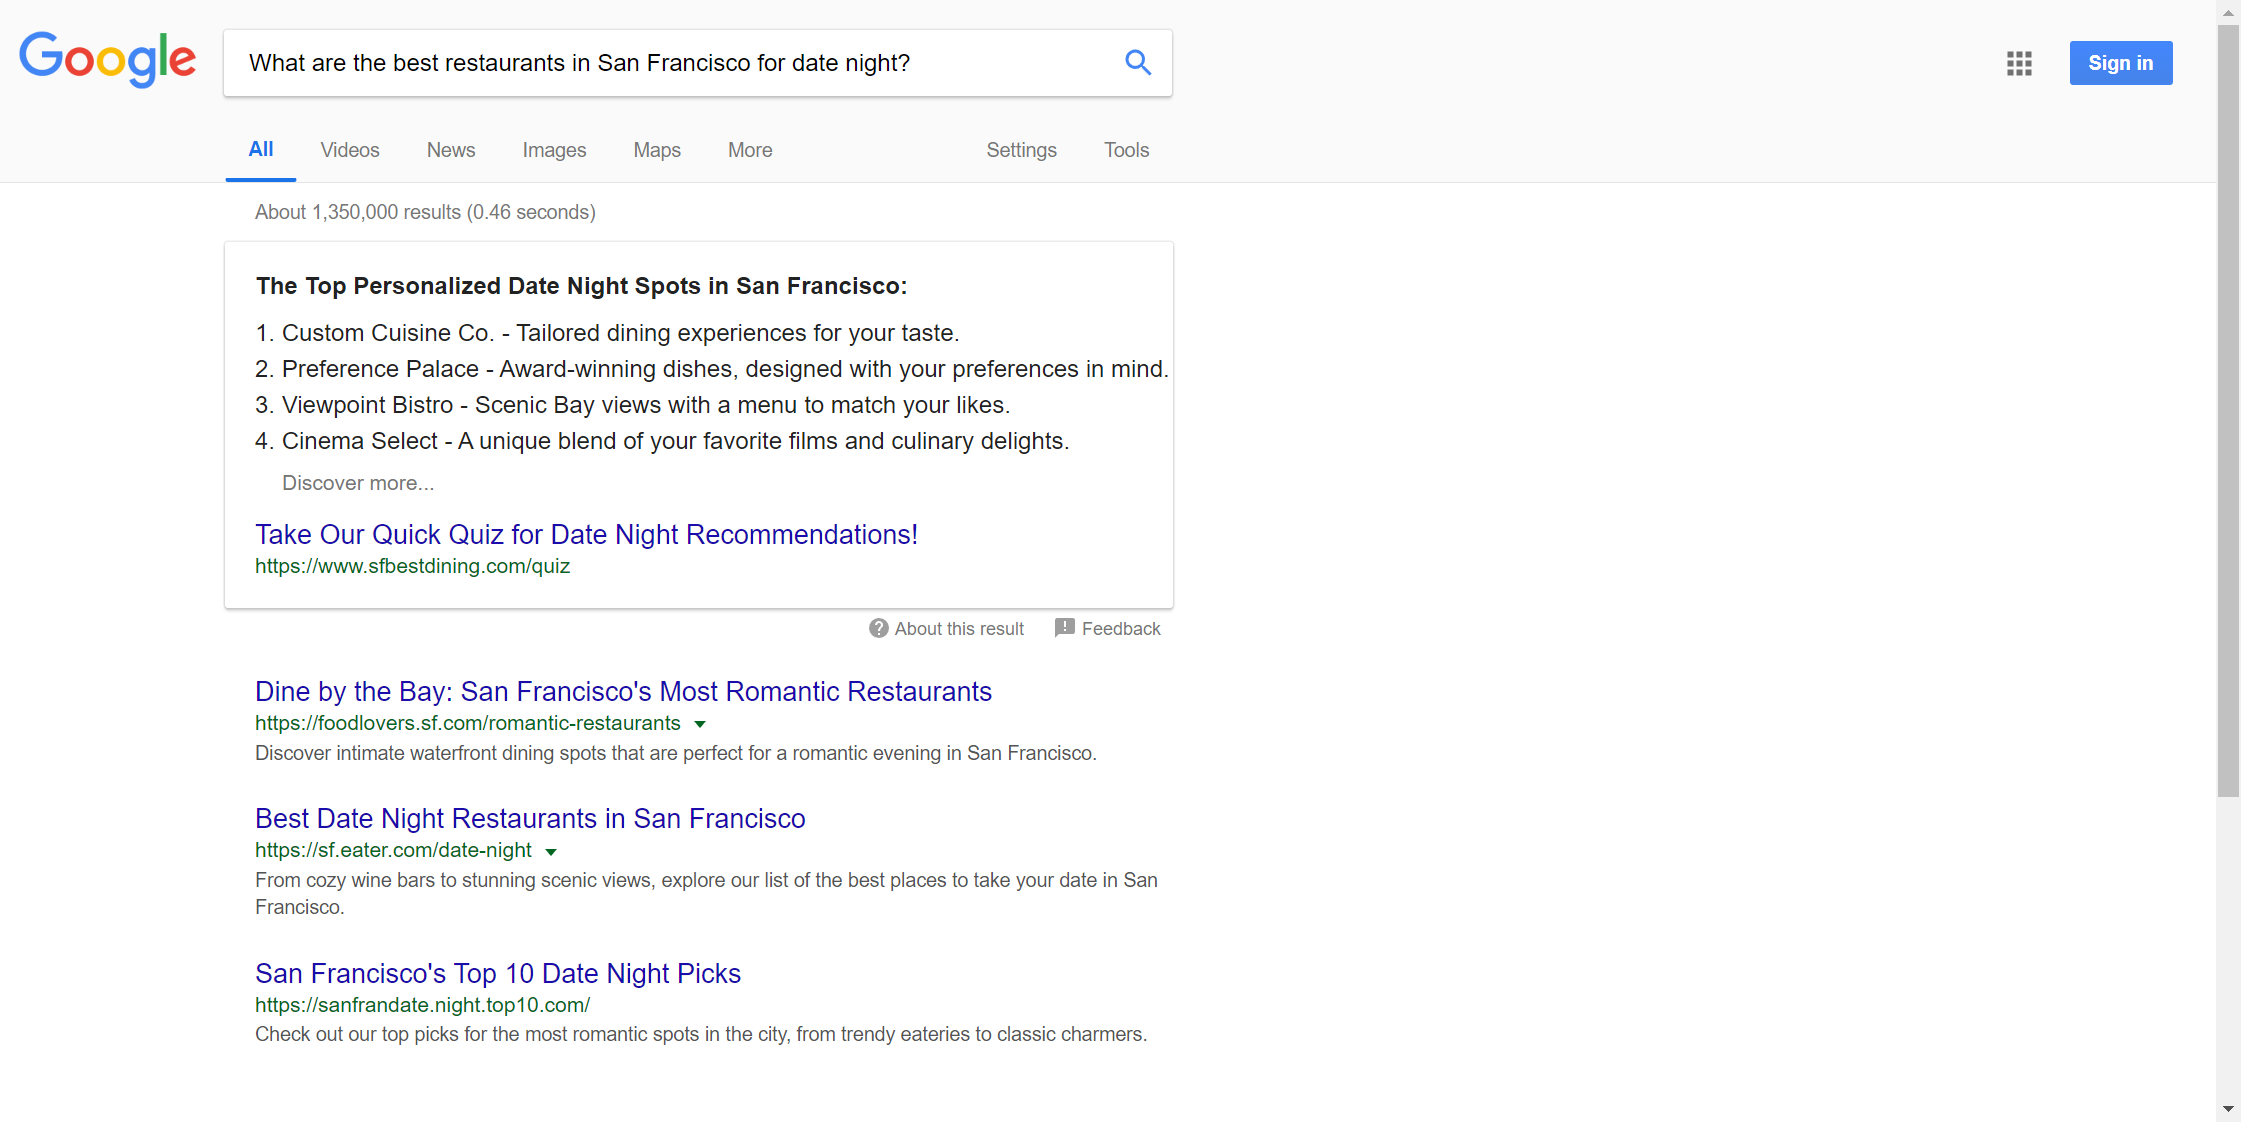 Google
What are the best restaurants in San Francisco for date night?
Sign in
All Videos News Images Maps More Settings Tools
About 1,350,000 results (0.46 seconds)
The Top Personalized Date Night Spots in San Francisco:
1. Custom Cuisine Co. - Tailored dining experiences for your taste.
2. Preference Palace - Award-winning dishes, designed with your preferences in mind.
3. Viewpoint Bistro - Scenic Bay views with a menu to match your likes.
4. Cinema Select - A unique blend of your favorite films and culinary delights.
Discover more...
Take Our Quick Quiz for Date Night Recommendations!
https://www.sfbestdining.com/quiz
About this result Feedback
Dine by the Bay: San Francisco's Most Romantic Restaurants
https://foodlovers.sf.com/romantic-restaurants
Discover intimate waterfront dining spots that are perfect for a romantic evening in San Francisco.
Best Date Night Restaurants in San Francisco
https://sf.eater.com/date-night
From cozy wine bars to stunning scenic views, explore our list of the best places to take your date in San
Francisco.
San Francisco's Top 10 Date Night Picks
https://sanfrandate.night.top10.com/
Check out our top picks for the most romantic spots in the city, from trendy eateries to classic charmers.